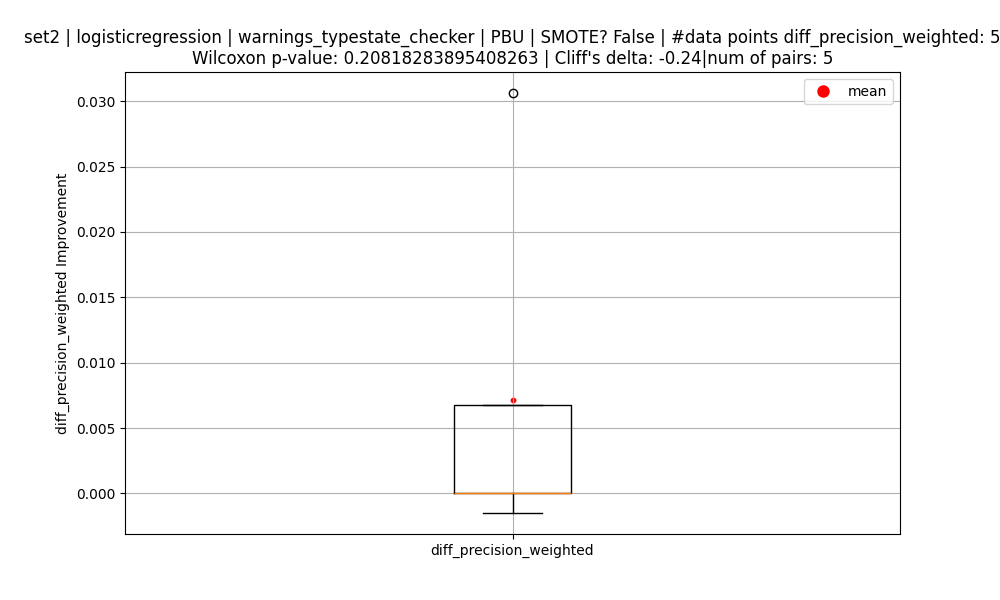 set2 | logisticregression | warnings_typestate_checker | PBU | SMOTE? False | #data points diff_precision_weighted: 5
Wilcoxon p-value: 0.20818283895408263 | Cliff's delta: -0.24|num of pairs: 5
mean
diff_precision_weighted Improvement
0.030
0.025
0.020
0.015
0.010
0.005
0.000
diff_precision_weighted